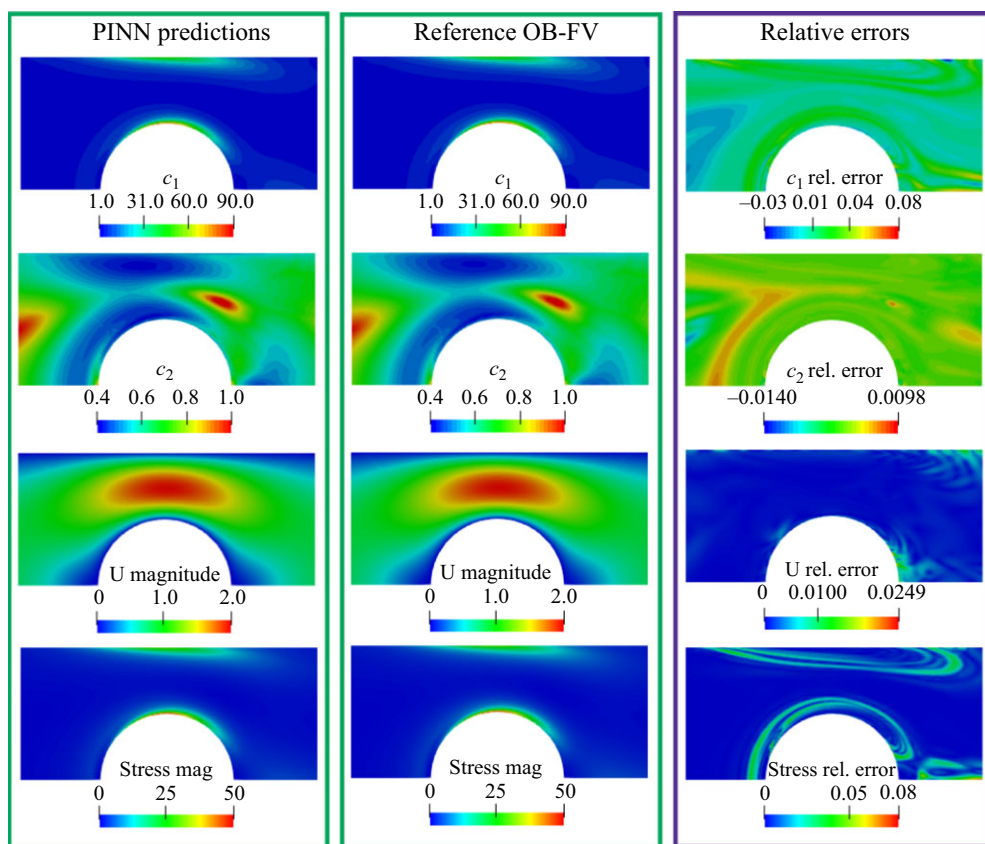 PINN predictions
Reference OB-FV
Relative errors
c1
1.0 31.0 60.0 90.0
c1
1.0 31.0 60.0 90.0
c1 rel. error
−0.03 0.01 0.04 0.08
c2
0.4 0.6 0.8 1.0
c2
0.4 0.6 0.8 1.0
c2 rel. error
−0.0140 0.0098
U magnitude
0 1.0 2.0
U magnitude
0 1.0 2.0
U rel. error
0 0.0100 0.0249
Stress mag
0 25 50
Stress mag
0 25 50
Stress rel. error
0 0.05 0.08